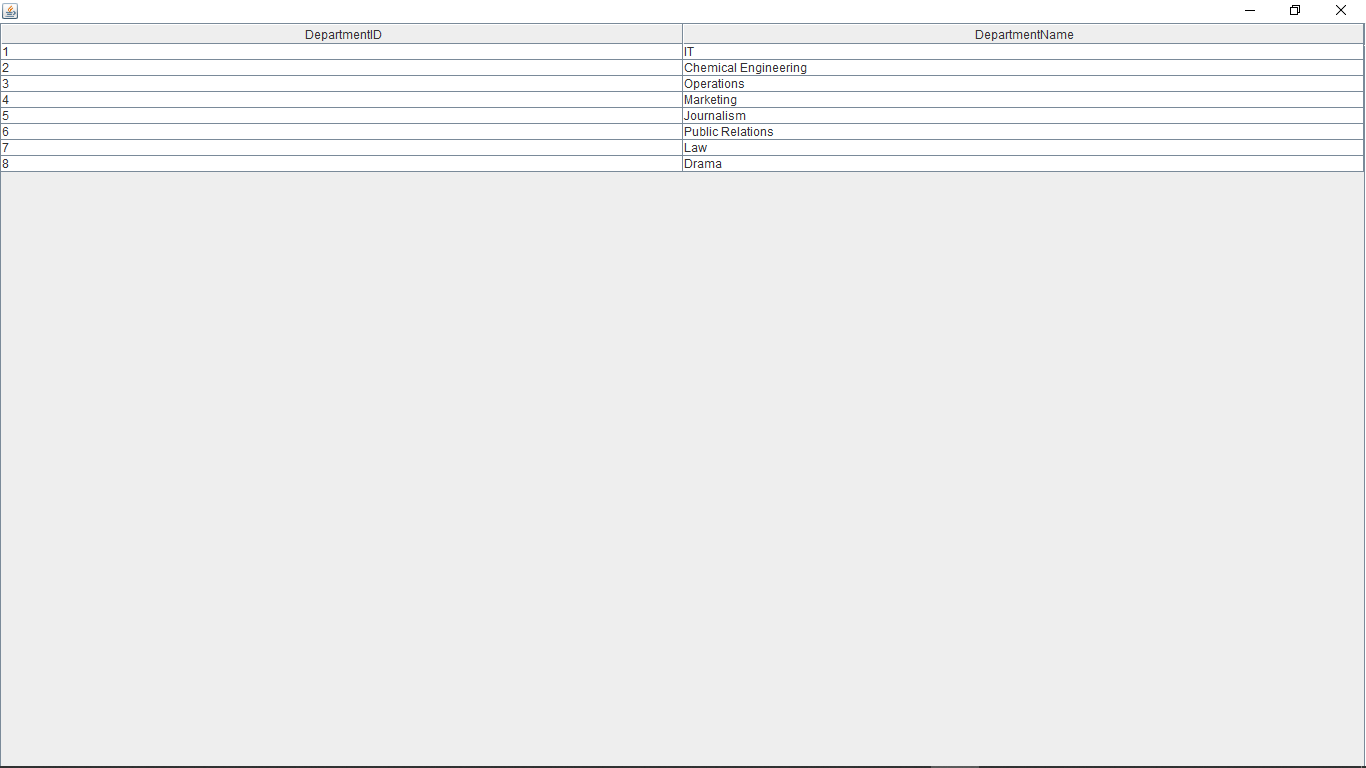 DepartmentID DepartmentName
1 IT
2 Chemical Engineering
3 Operations
4 Marketing
5 Journalism
6 Public Relations
7 Law
8 Drama